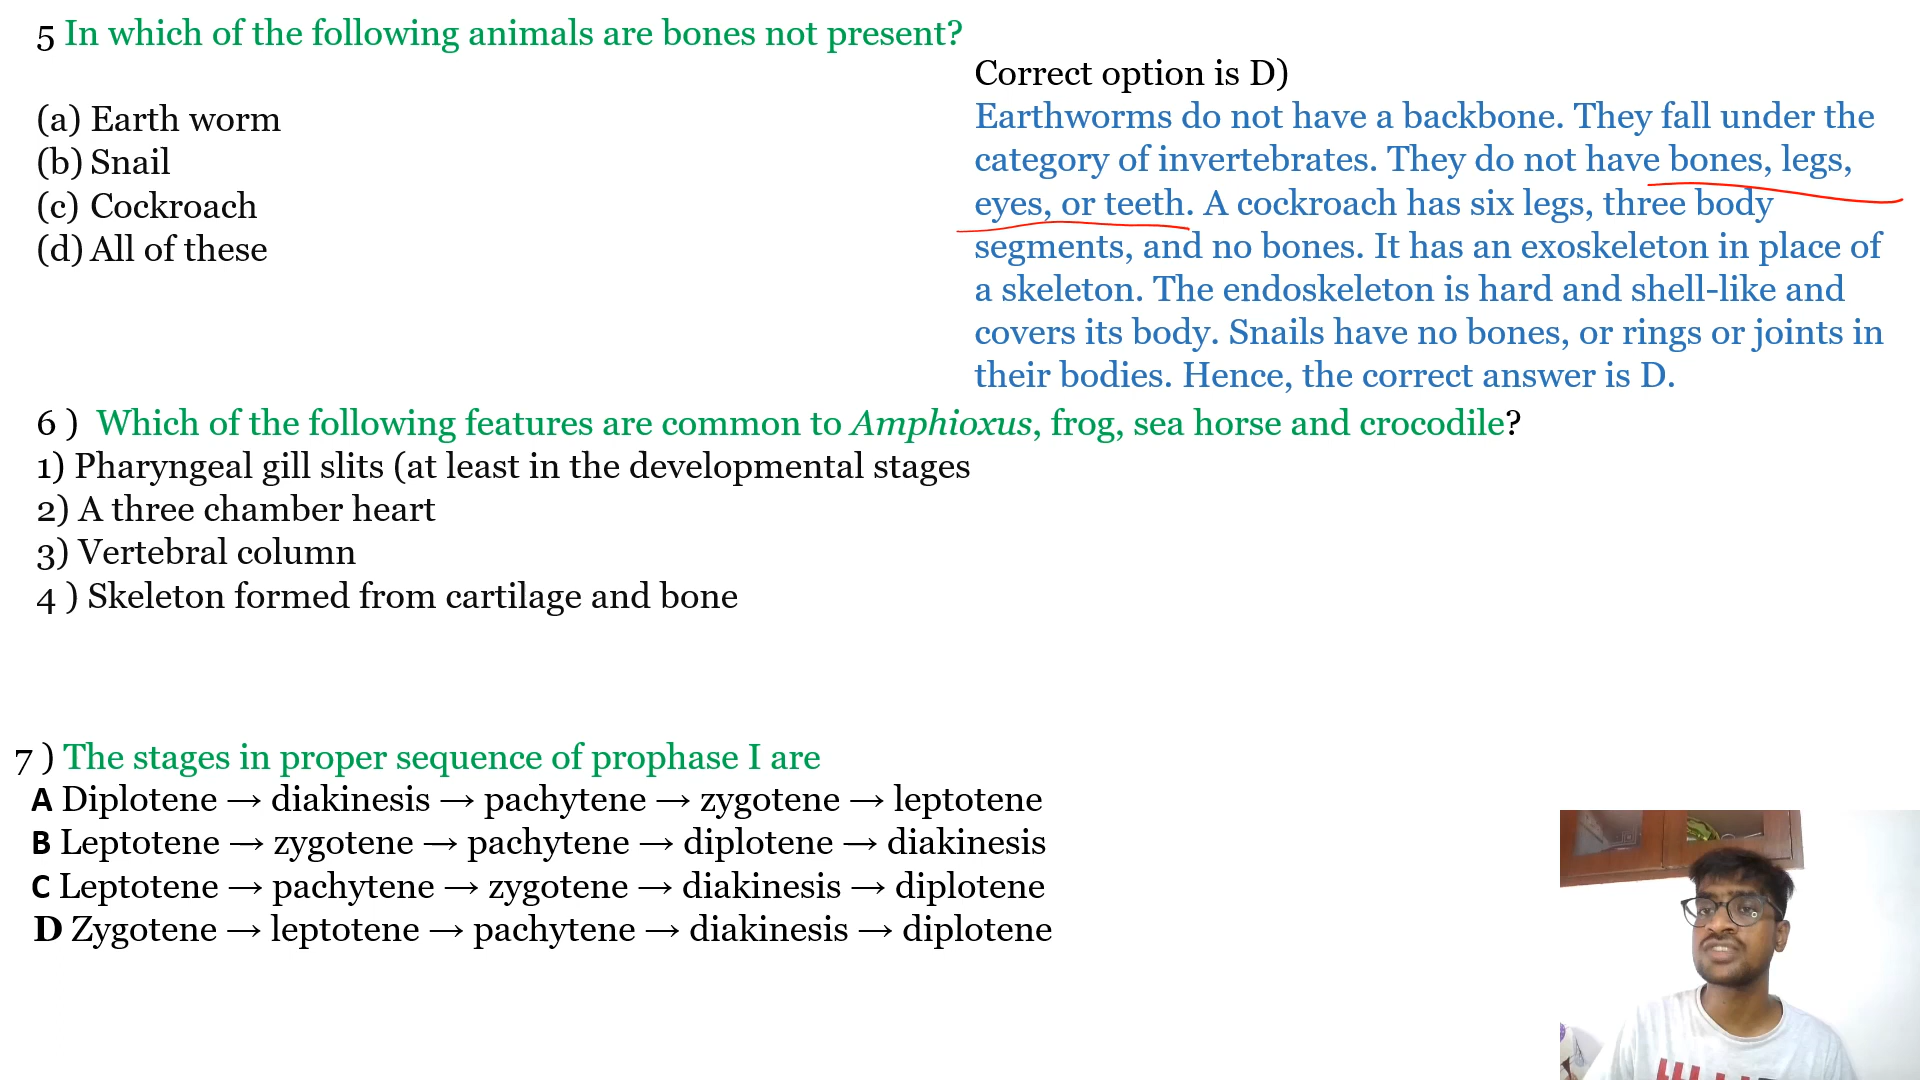 5 In which of the following animals are bones not present?
(a) Earth worm
(b) Snail
(c) Cockroach
(d) All of these
Correct option is D)
Earthworms do not have a backbone. They fall under the
category of invertebrates. They do not have bones, legs,
eyes, or teeth. A cockroach has six legs, three body
segments, and no bones. It has an exoskeleton in place of
a skeleton. The endoskeleton is hard and shell-like and
covers its body. Snails have no bones, or rings or joints in
their bodies. Hence, the correct answer is D.
6 ) Which of the following features are common to Amphioxus, frog, sea horse and crocodile?
1) Pharyngeal gill slits (at least in the developmental stages
2) A three chamber heart
3) Vertebral column
4 ) Skeleton formed from cartilage and bone
7 ) The stages in proper sequence of prophase I are
A Diplotene → diakinesis → pachytene → zygotene → leptotene
B Leptotene → zygotene → pachytene → diplotene → diakinesis
C Leptotene → pachytene → zygotene → diakinesis → diplotene
D Zygotene → leptotene → pachytene → diakinesis → diplotene